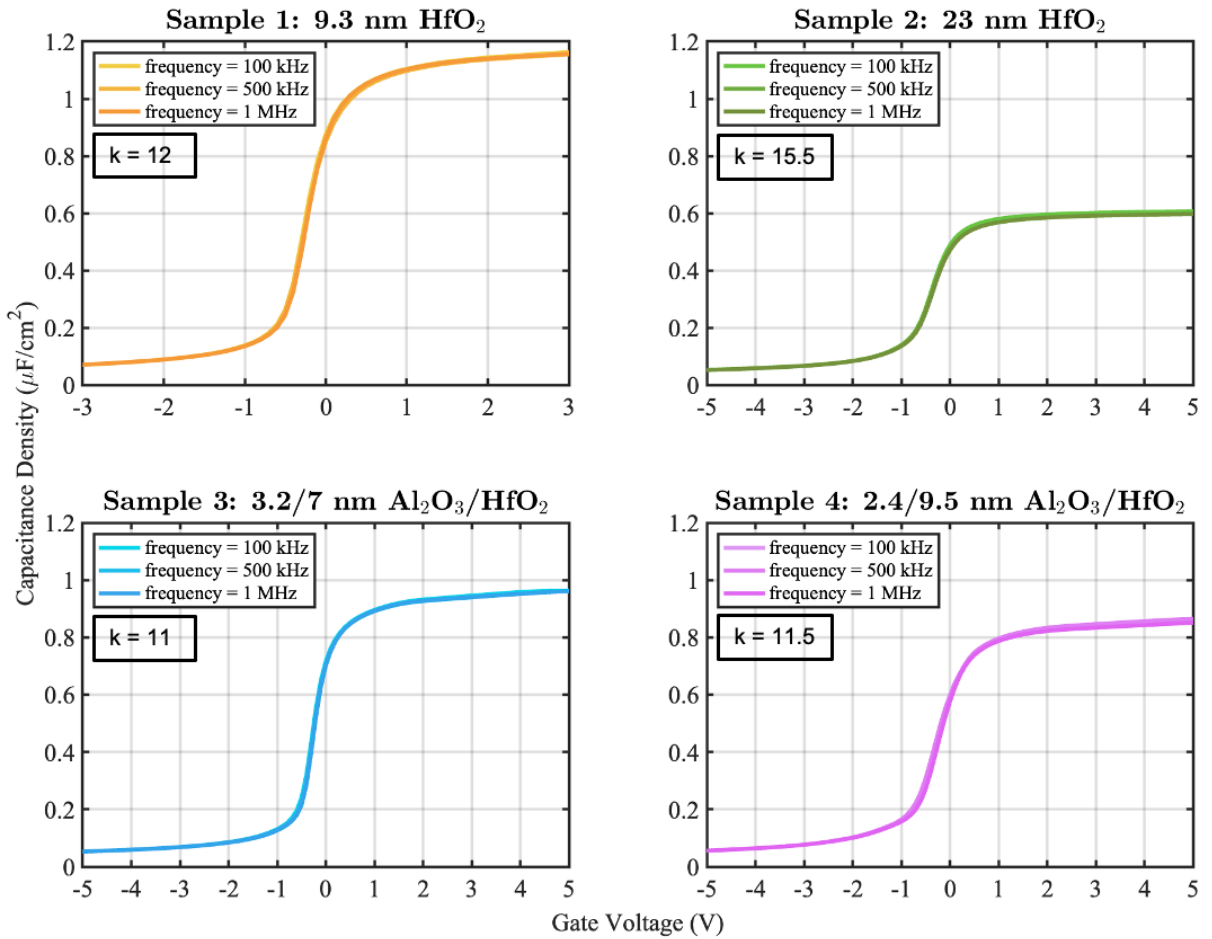 Sample 1: 9.3 nm HfO₂
1.2
1
0.8
0.6
0.4
0.2
0
frequency = 100 kHz
frequency = 500 kHz
frequency = 1 MHz
k = 12
-3 -2 -1 0 1 2 3
Sample 2: 23 nm HfO₂
1.2
1
0.8
0.6
0.4
0.2
0
frequency = 100 kHz
frequency = 500 kHz
frequency = 1 MHz
k = 15.5
-5 -4 -3 -2 -1 0 1 2 3 4 5
Capacitance Density (μF/cm²)
Sample 3: 3.2/7 nm Al₂O₃/HfO₂
1.2
1
0.8
0.6
0.4
0.2
0
frequency = 100 kHz
frequency = 500 kHz
frequency = 1 MHz
k = 11
-5 -4 -3 -2 -1 0 1 2 3 4 5
Sample 4: 2.4/9.5 nm Al₂O₃/HfO₂
1.2
1
0.8
0.6
0.4
0.2
0
frequency = 100 kHz
frequency = 500 kHz
frequency = 1 MHz
k = 11.5
-5 -4 -3 -2 -1 0 1 2 3 4 5
Gate Voltage (V)